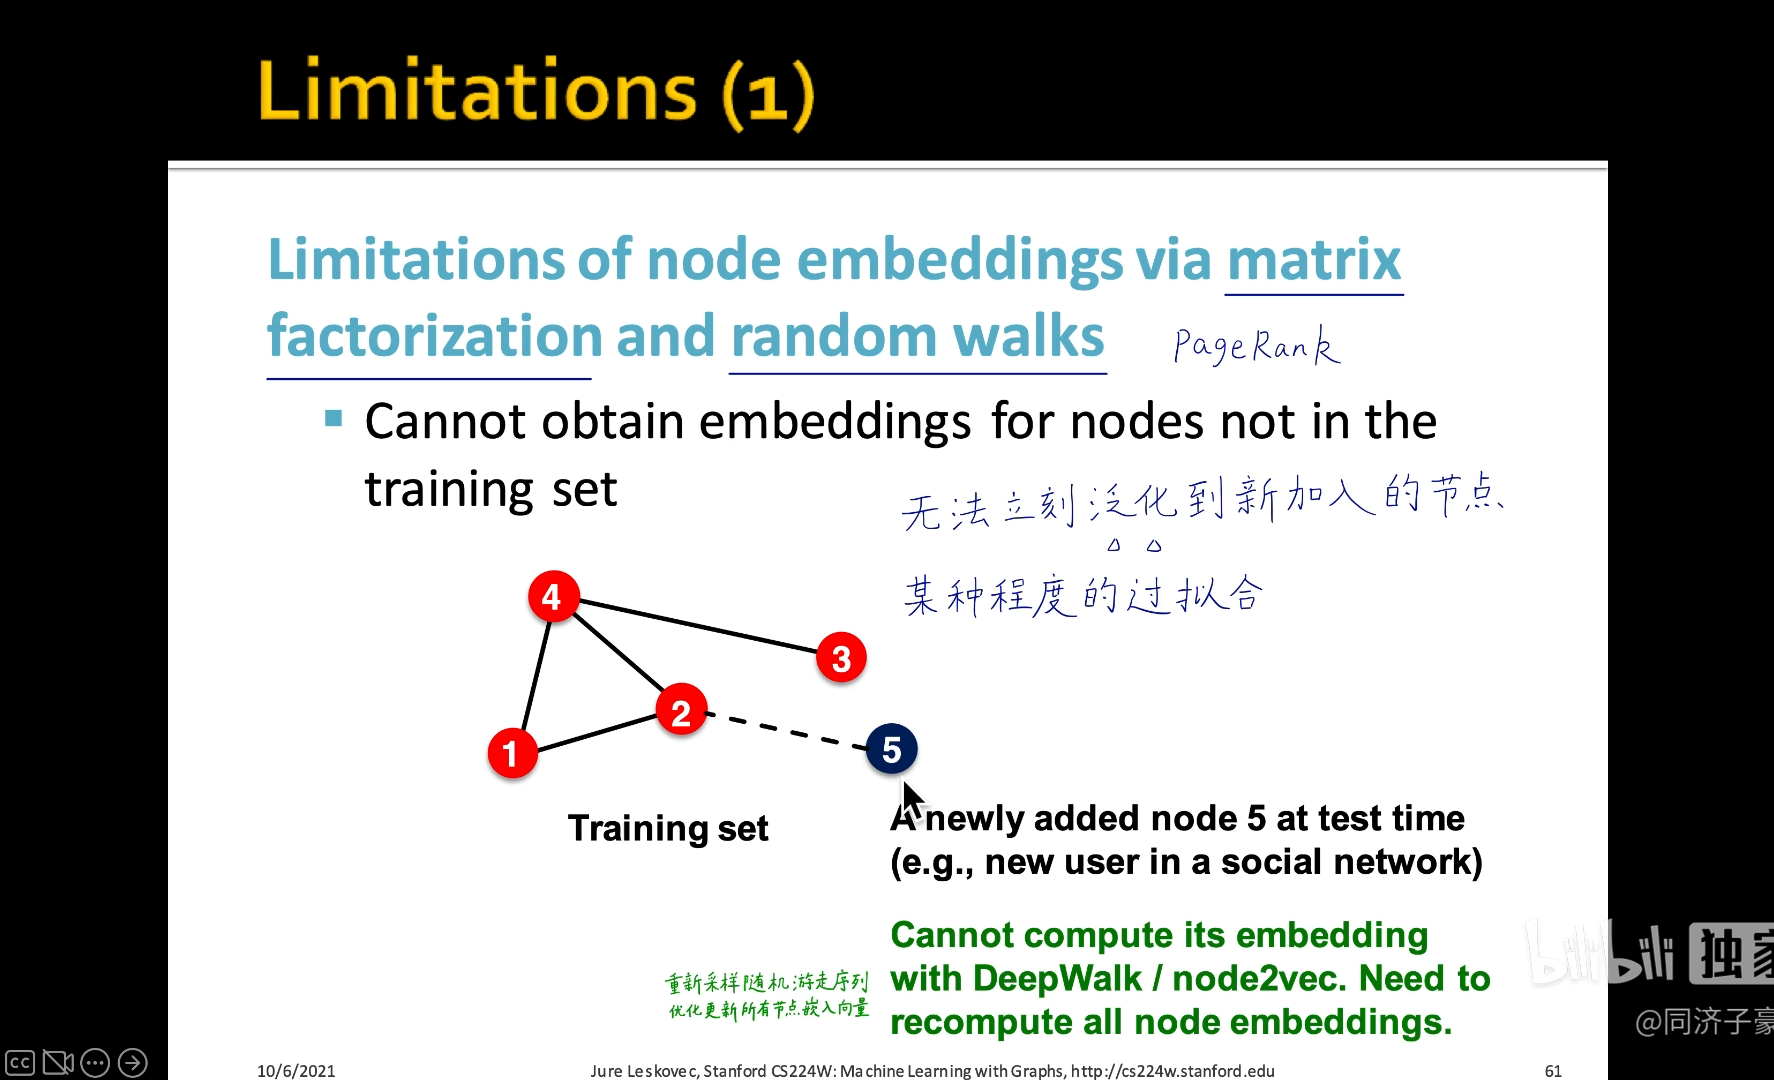 Limitations (1)
Limitations of node embeddings via matrix
factorization and random walks
PageRank
Cannot obtain embeddings for nodes not in the
training set
无法立刻泛化到新加入的节点
某种程度的过拟合
4
3
2
5
1
Training set
A newly added node 5 at test time
(e.g., new user in a social network)
Cannot compute its embedding
with DeepWalk / node2vec. Need to
recompute all node embeddings.
重新采样随机游走序列
优化更新所有节点嵌入向量
bilibili 独家
@同济子豪
CC
10/6/2021
Jure Leskovec, Stanford CS224W: Machine Learning with Graphs, http://cs224w.stanford.edu
61